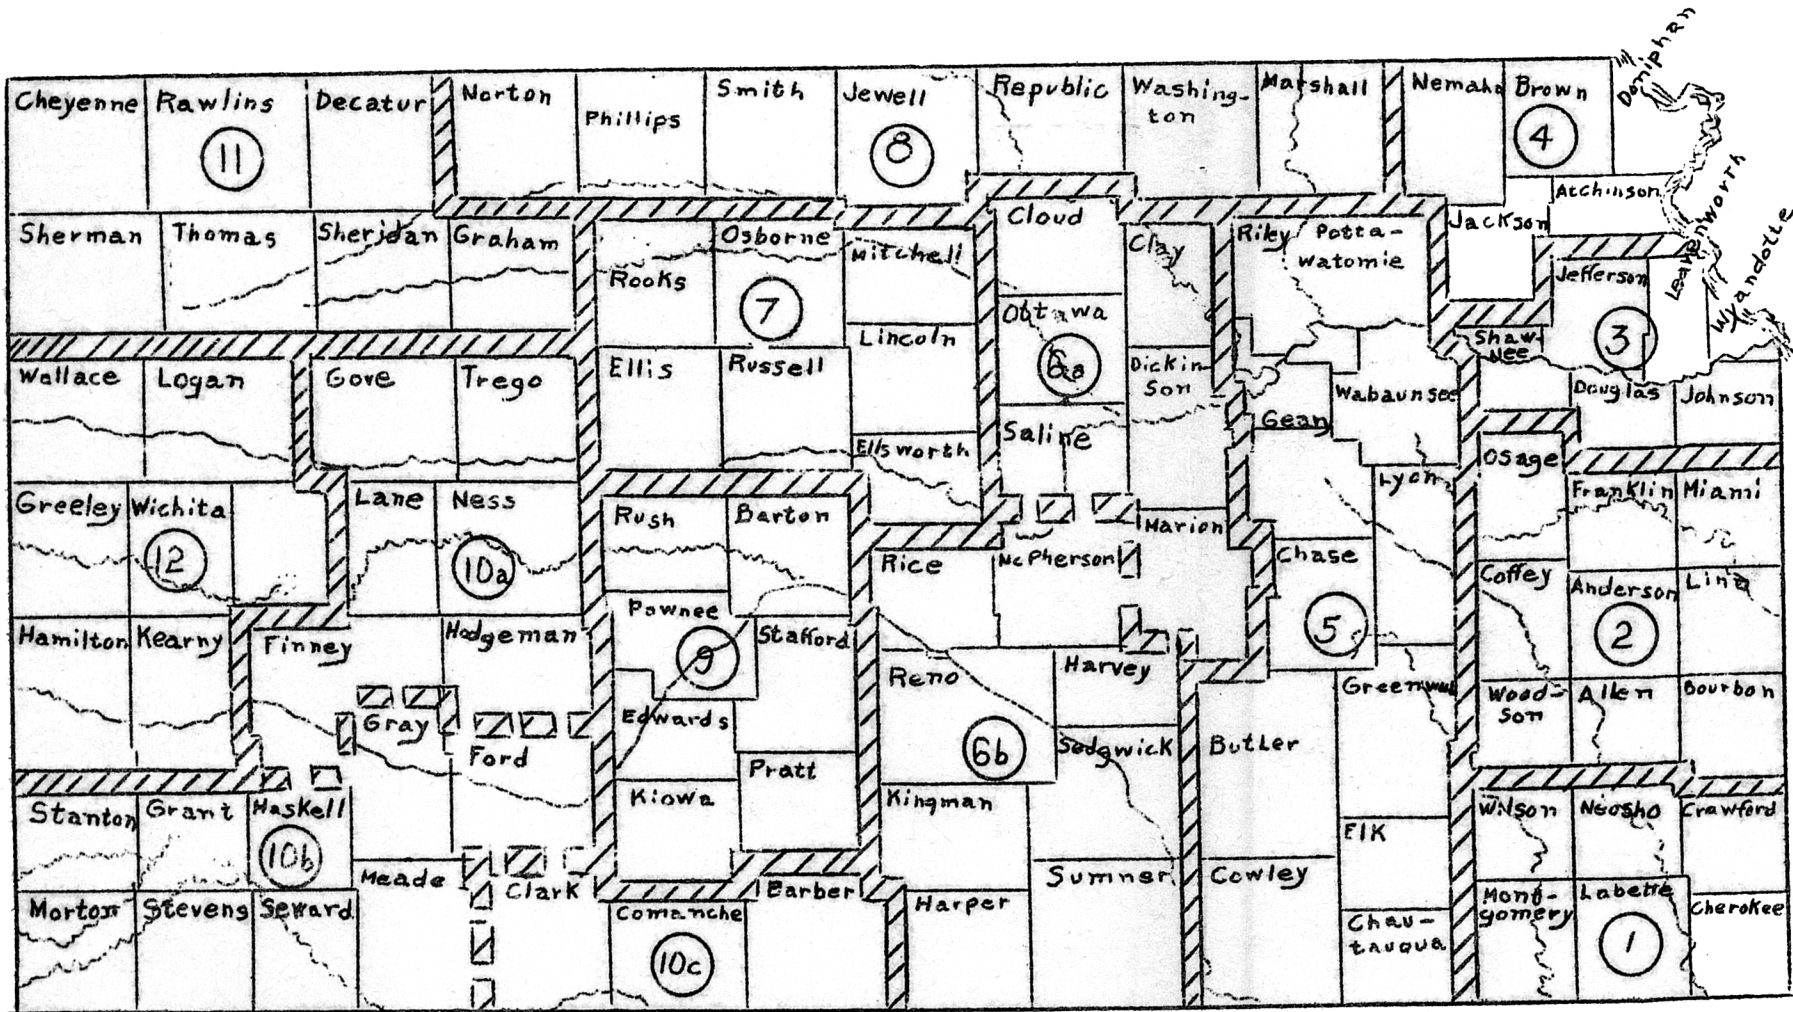 Doniphan
Cheyenne
Rawlins
11
Decatur
Norton
Phillips
Smith
Jewell
8
Republic
Washing-
ton
Marshall
Nemaha
Brown
4
Atchinson
Leavenworth
Wyandotte
Sherman
Thomas
Sheridan
Graham
Rooks
Osborne
7
Mitchell
Cloud
Clay
Riley
Potta-
watomie
Jackson
Jefferson
3
Lincoln
Ottawa
6a
Dickin-
son
Shaw-
nee
Wallace
Logan
Gove
Trego
Ellis
Russell
Ellsworth
Saline
Geary
Wabaunsee
Douglas
Johnson
Greeley
Wichita
12
Lane
Ness
10a
Rush
Barton
Rice
McPherson
Marion
Chase
5
Lyon
Osage
Franklin
Miami
Coffey
Anderson
2
Linn
Hamilton
Kearny
Finney
Hodgeman
Pawnee
9
Stafford
Reno
6b
Harvey
Greenwood
Wood-
son
Allen
Bourbon
Gray
Ford
Edwards
Pratt
Kiowa
Kingman
Sedgwick
Butler
Elk
Stanton
Grant
Haskell
10b
Wilson
Neosho
Crawford
Morton
Stevens
Seward
Meade
Clark
Comanche
10c
Barber
Harper
Sumner
Cowley
Chau-
tauqua
Mont-
gomery
Labette
1
Cherokee